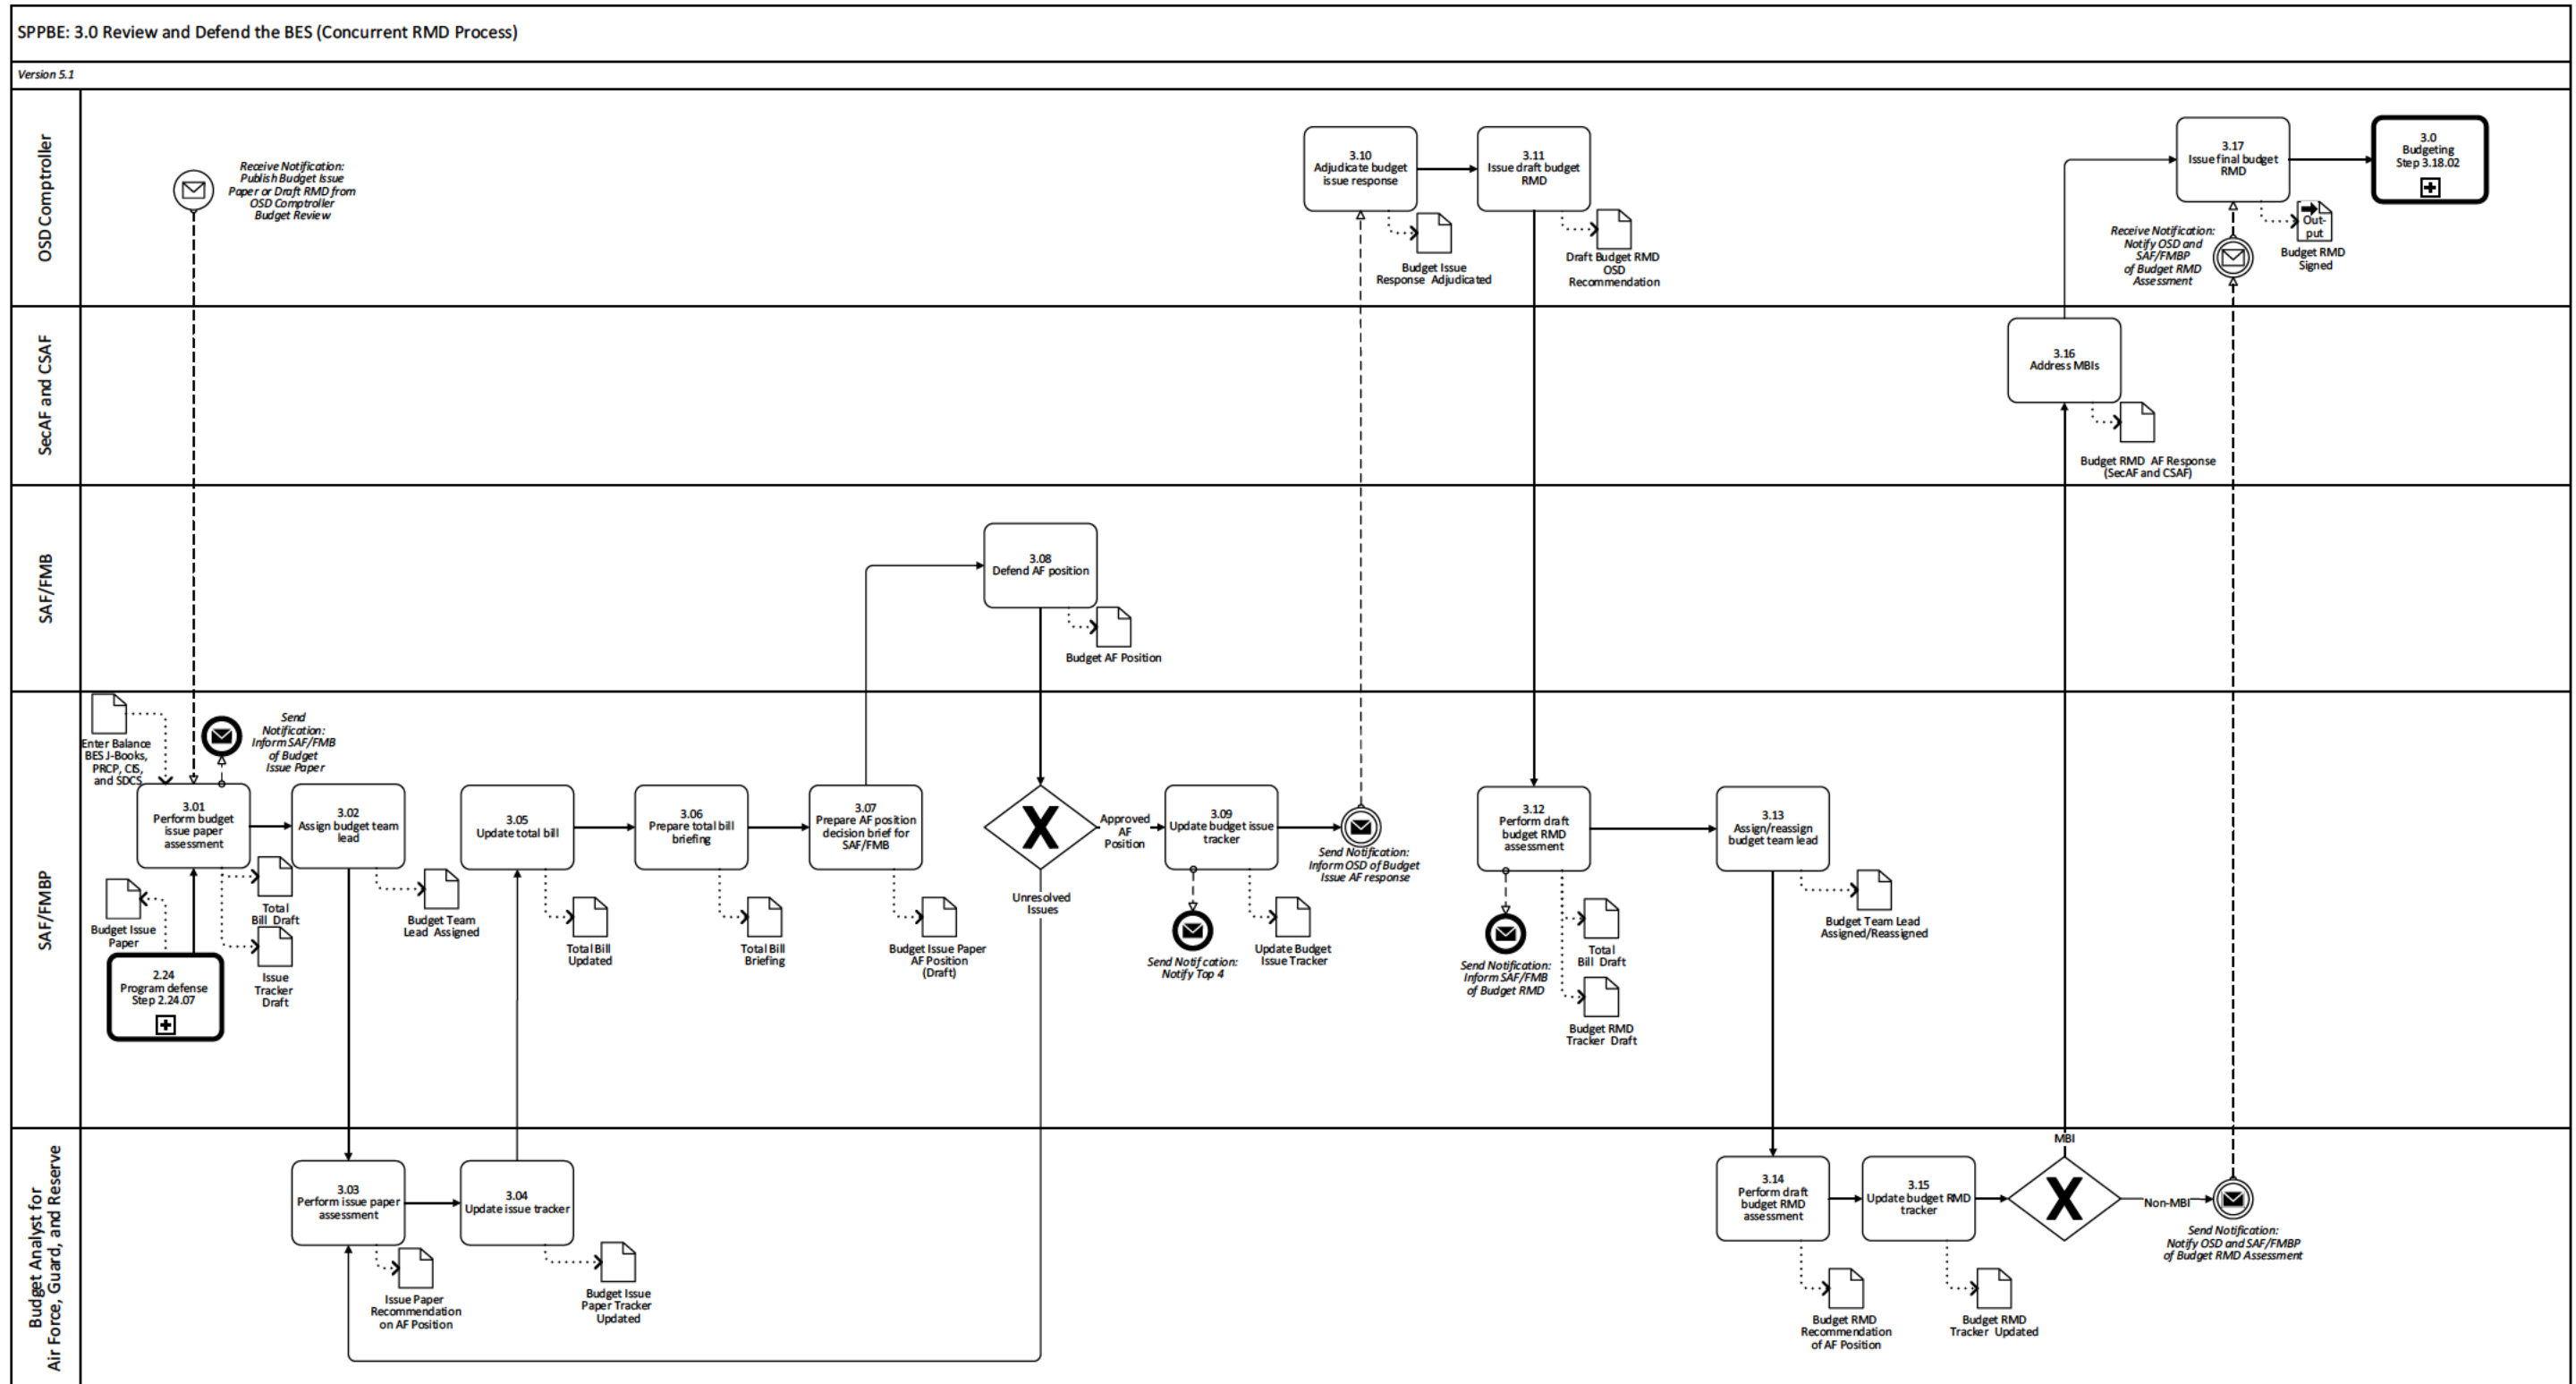 SPPBE: 3.0 Review and Defend the BES (Concurrent RMD Process)
Version 5.1
OSD Comptroller
Receive Notification:
Publish Budget Issue
Paper or Draft RMD from
OSD Comptroller
Budget Review
3.10
Adjudicate budget
issue response
Budget Issue
Response Adjudicated
3.11
Issue draft budget
RMD
Draft Budget RMD
OSD
Recommendation
Receive Notification:
Notify OSD and
SAF/FMBP
of Budget RMD
Assessment
3.17
Issue final budget
RMD
Out-
put
Budget RMD
Signed
3.0
Budgeting
Step 3.18.02
SecAF and CSAF
3.16
Address MBIs
Budget RMD AF Response
(SecAF and CSAF)
SAF/FMB
3.08
Defend AF position
Budget AF Position
SAF/FMBP
Enter Balance
BES J-Books,
PRCP, CIS,
and SDCS
Send
Notification:
Inform SAF/FMB
of Budget
Issue Paper
3.01
Perform budget
issue paper
assessment
Total
Bill Draft
Issue
Tracker
Draft
Budget Issue
Paper
2.24
Program defense
Step 2.24.07
3.02
Assign budget team
lead
Budget Team
Lead Assigned
3.05
Update total bill
Total Bill
Updated
3.06
Prepare total bill
briefing
Total Bill
Briefing
3.07
Prepare AF position
decision brief for
SAF/FMB
Budget Issue Paper
AF Position
(Draft)
X
Approved
AF
Position
Unresolved
Issues
3.09
Update budget issue
tracker
Send Notification:
Notify Top 4
Update Budget
Issue Tracker
Send Notification:
Inform OSD of Budget
Issue AF response
3.12
Perform draft
budget RMD
assessment
Send Notification:
Inform SAF/FMB
of Budget RMD
Total
Bill Draft
Budget RMD
Tracker Draft
3.13
Assign/reassign
budget team lead
Budget Team Lead
Assigned/Reassigned
Budget Analyst for
Air Force, Guard, and Reserve
3.03
Perform issue paper
assessment
Issue Paper
Recommendation
on AF Position
3.04
Update issue tracker
Budget Issue
Paper Tracker
Updated
3.14
Perform draft
budget RMD
assessment
Budget RMD
Recommendation
of AF Position
3.15
Update budget RMD
tracker
Budget RMD
Tracker Updated
MBI
X
Non-MBI
Send Notification:
Notify OSD and SAF/FMBP
of Budget RMD Assessment